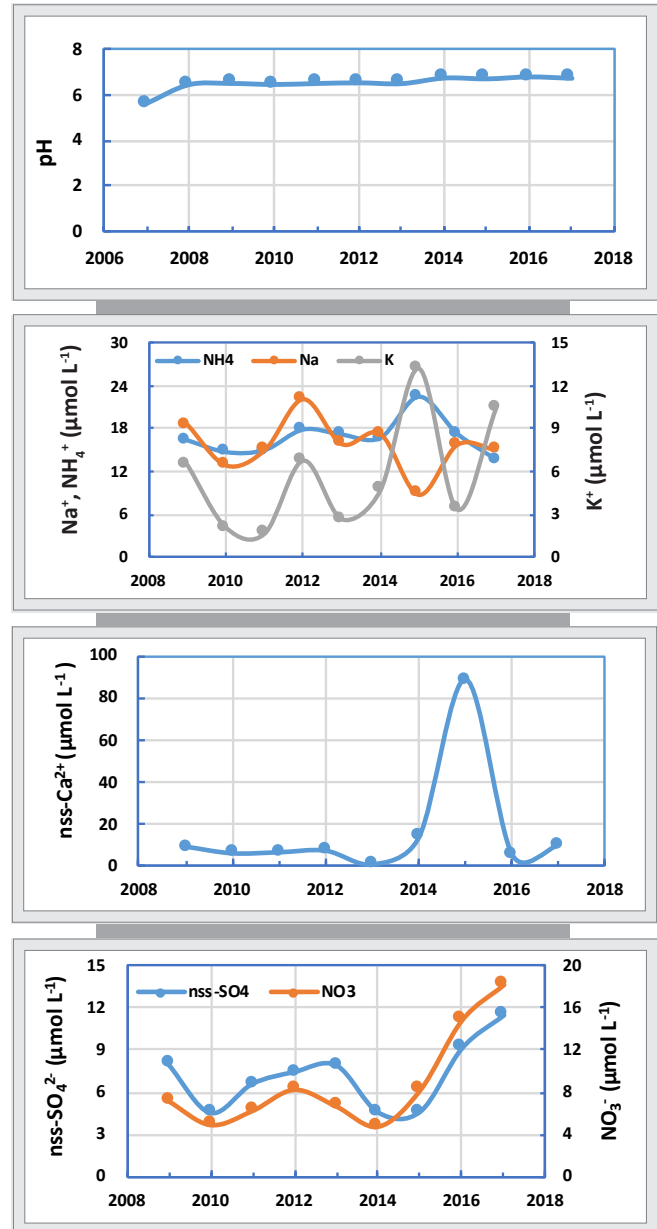 8
6
4
2
0
pH
2006 2008 2010 2012 2014 2016 2018
NH4 Na K
30
24
18
12
6
0
Na⁺, NH₄⁺ (µmol L⁻¹)
15
12
9
6
3
0
K⁺ (µmol L⁻¹)
2008 2010 2012 2014 2016 2018
100
80
60
40
20
0
nss-Ca²⁺ (µmol L⁻¹)
2008 2010 2012 2014 2016 2018
nss-SO4 NO3
15
12
9
6
3
0
nss-SO₄²⁻ (µmol L⁻¹)
20
16
12
8
4
0
NO₃⁻ (µmol L⁻¹)
2008 2010 2012 2014 2016 2018